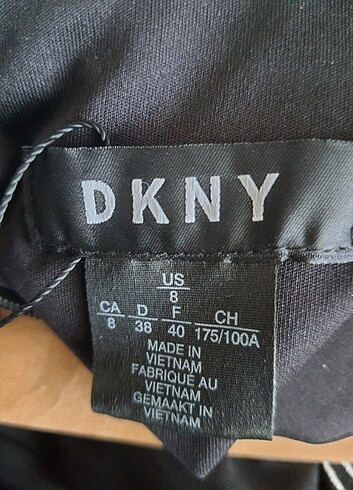 DKNY
US
8
CA D F CH
8 38 40 175/100A
MADE IN
VIETNAM
FABRIQUÉ AU
VIETNAM
GEMAAKT IN
VIETNAM